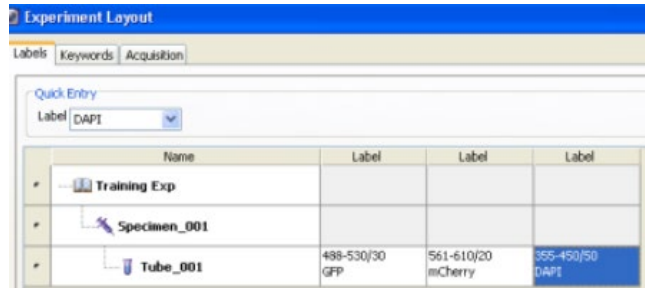 Experiment Layout
Labels Keywords Acquisition
Quick Entry
Label DAPI
Name Label Label Label
Training Exp
Specimen_001
Tube_001 488-530/30 561-610/20 355-450/50
GFP mCherry DAPI